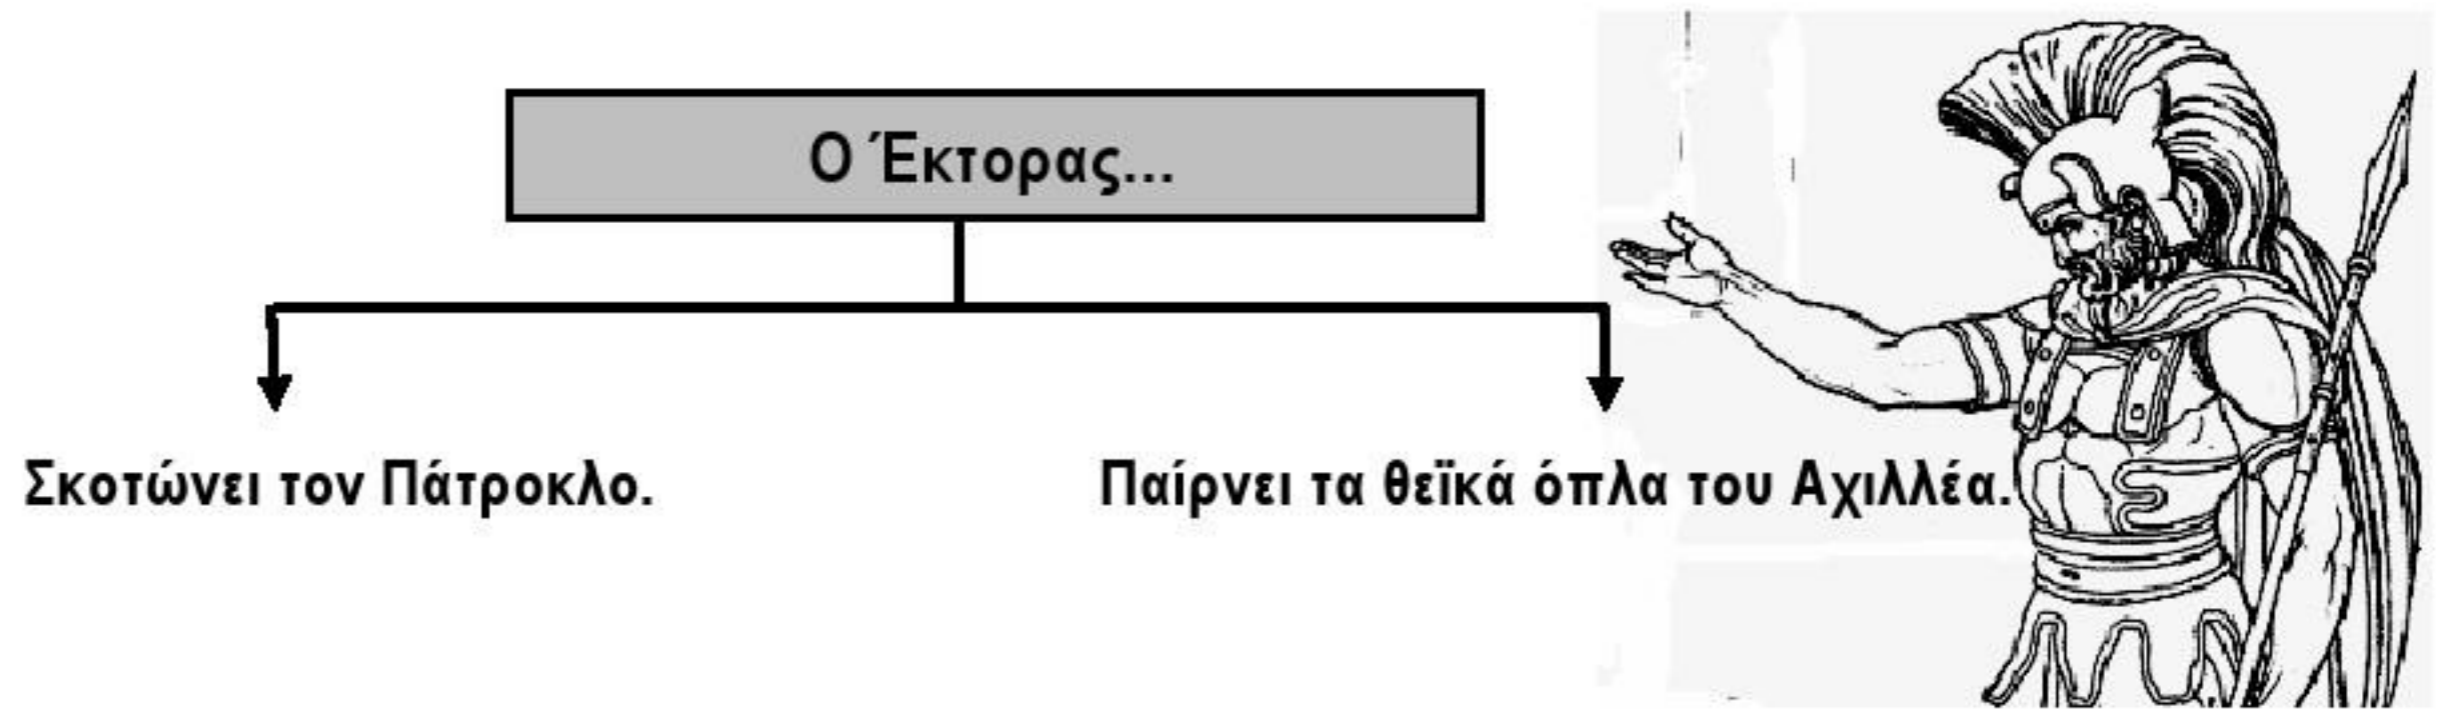 Ο Έκτορας...
Σκοτώνει τον Πάτροκλο.
Παίρνει τα θεϊκά όπλα του Αχιλλέα.